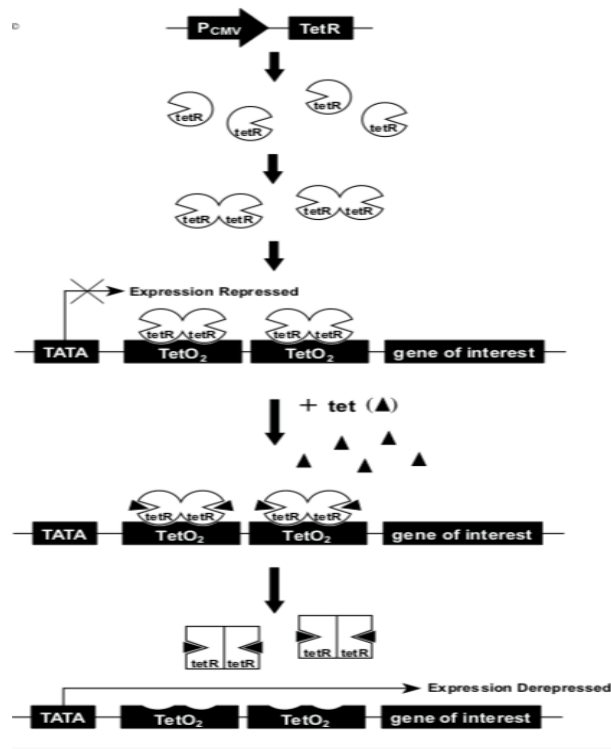 P_CMV TetR
tetR tetR tetR tetR
tetR tetR tetR tetR
Expression Repressed
tetR tetR tetR tetR
TATA TetO₂ TetO₂ gene of interest
+ tet (▲)
tetR tetR tetR tetR
TATA TetO₂ TetO₂ gene of interest
tetR tetR tetR tetR
Expression Derepressed
TATA TetO₂ TetO₂ gene of interest